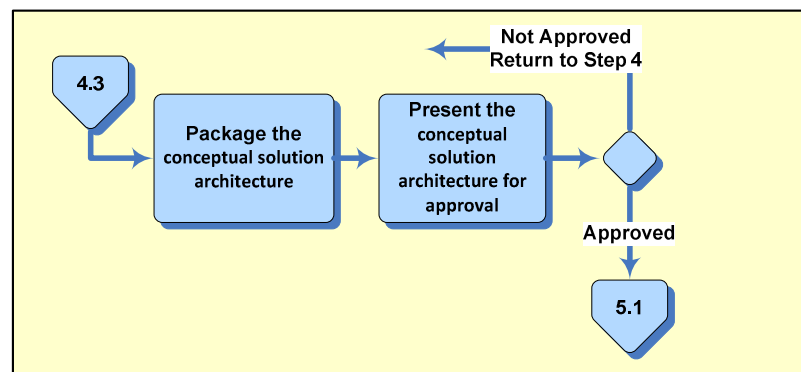 Not Approved
Return to Step 4
4.3
Package the
conceptual solution
architecture
Present the
conceptual
solution
architecture for
approval
Approved
5.1